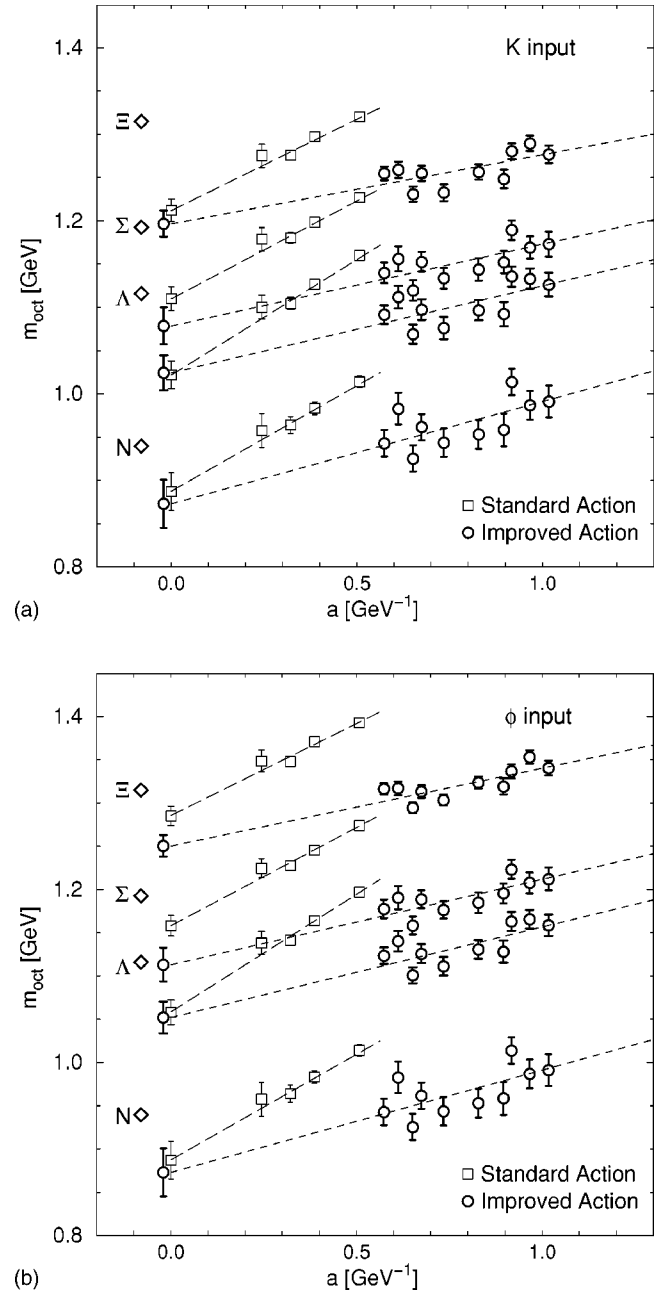 1.4
K input
Ξ
Σ
1.2
Λ
m_oct [GeV]
1.0
N
Standard Action
Improved Action
0.8
0.0 0.5 1.0
(a)
a [GeV⁻¹]
1.4
ϕ input
Ξ
Σ
1.2
Λ
m_oct [GeV]
1.0
N
Standard Action
Improved Action
0.8
0.0 0.5 1.0
(b)
a [GeV⁻¹]